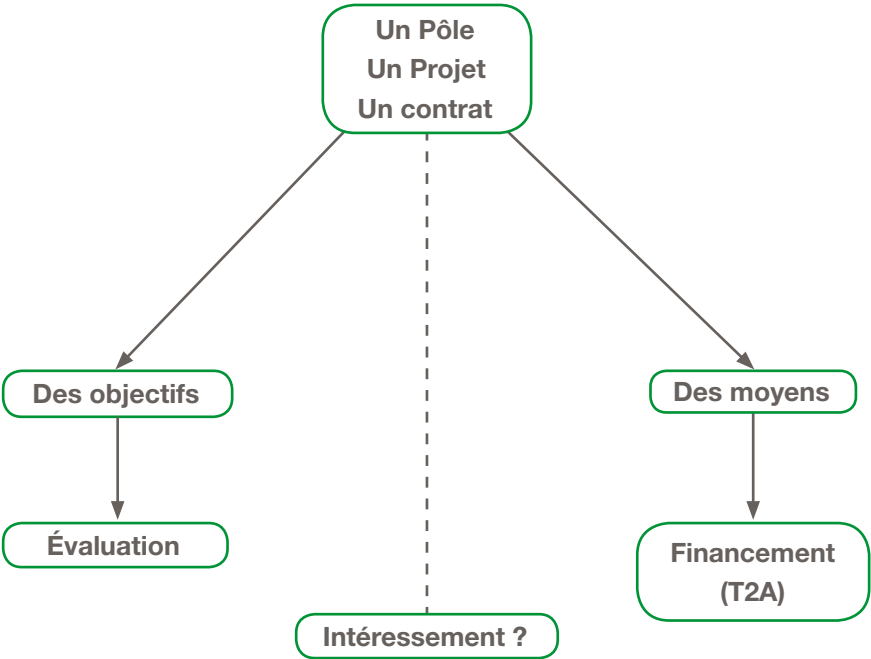 Un Pôle
Un Projet
Un contrat
Des objectifs
Des moyens
Évaluation
Financement
(T2A)
Intéressement ?